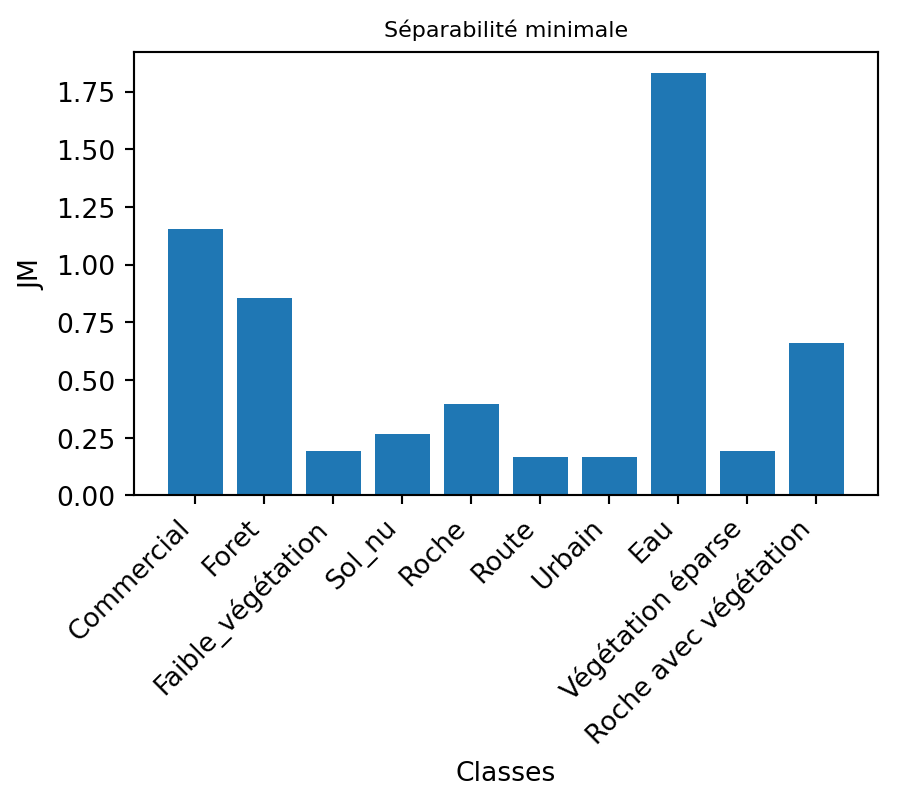 Séparabilité minimale
JM
1.75
1.50
1.25
1.00
0.75
0.50
0.25
0.00
Commercial
Foret
Faible_végétation
Sol_nu
Roche
Route
Urbain
Eau
Végétation éparse
Roche avec végétation
Classes